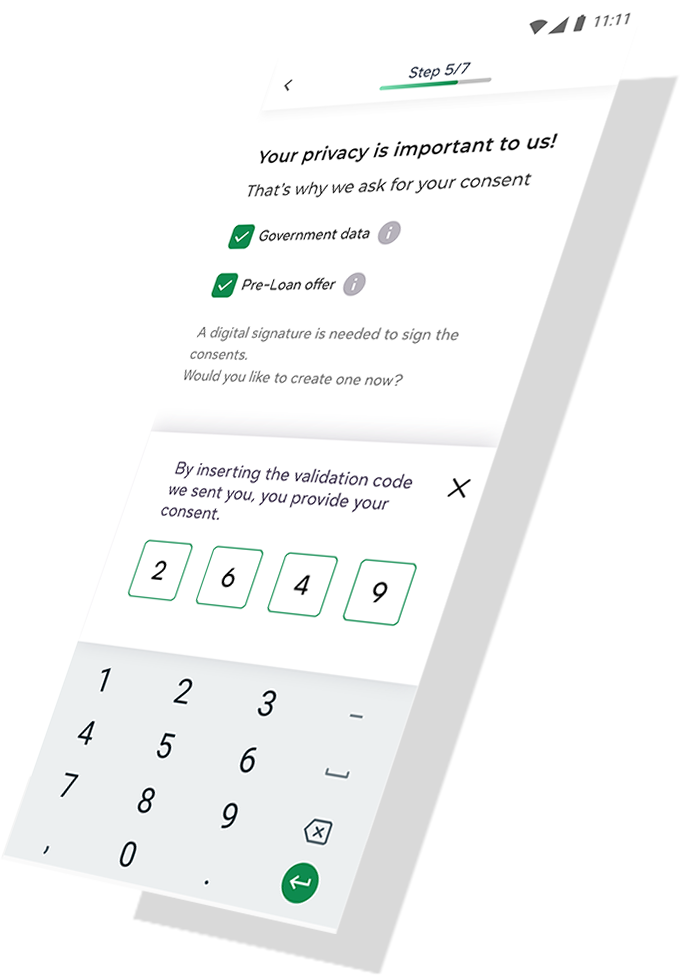 11:11
Step 5/7
Your privacy is important to us!
That's why we ask for your consent
Government data i
Pre-Loan offer i
A digital signature is needed to sign the
consents.
Would you like to create one now?
By inserting the validation code
we sent you, you provide your
consent.
2 6 4 9
1 2 3 –
4 5 6
7 8 9
, 0 .